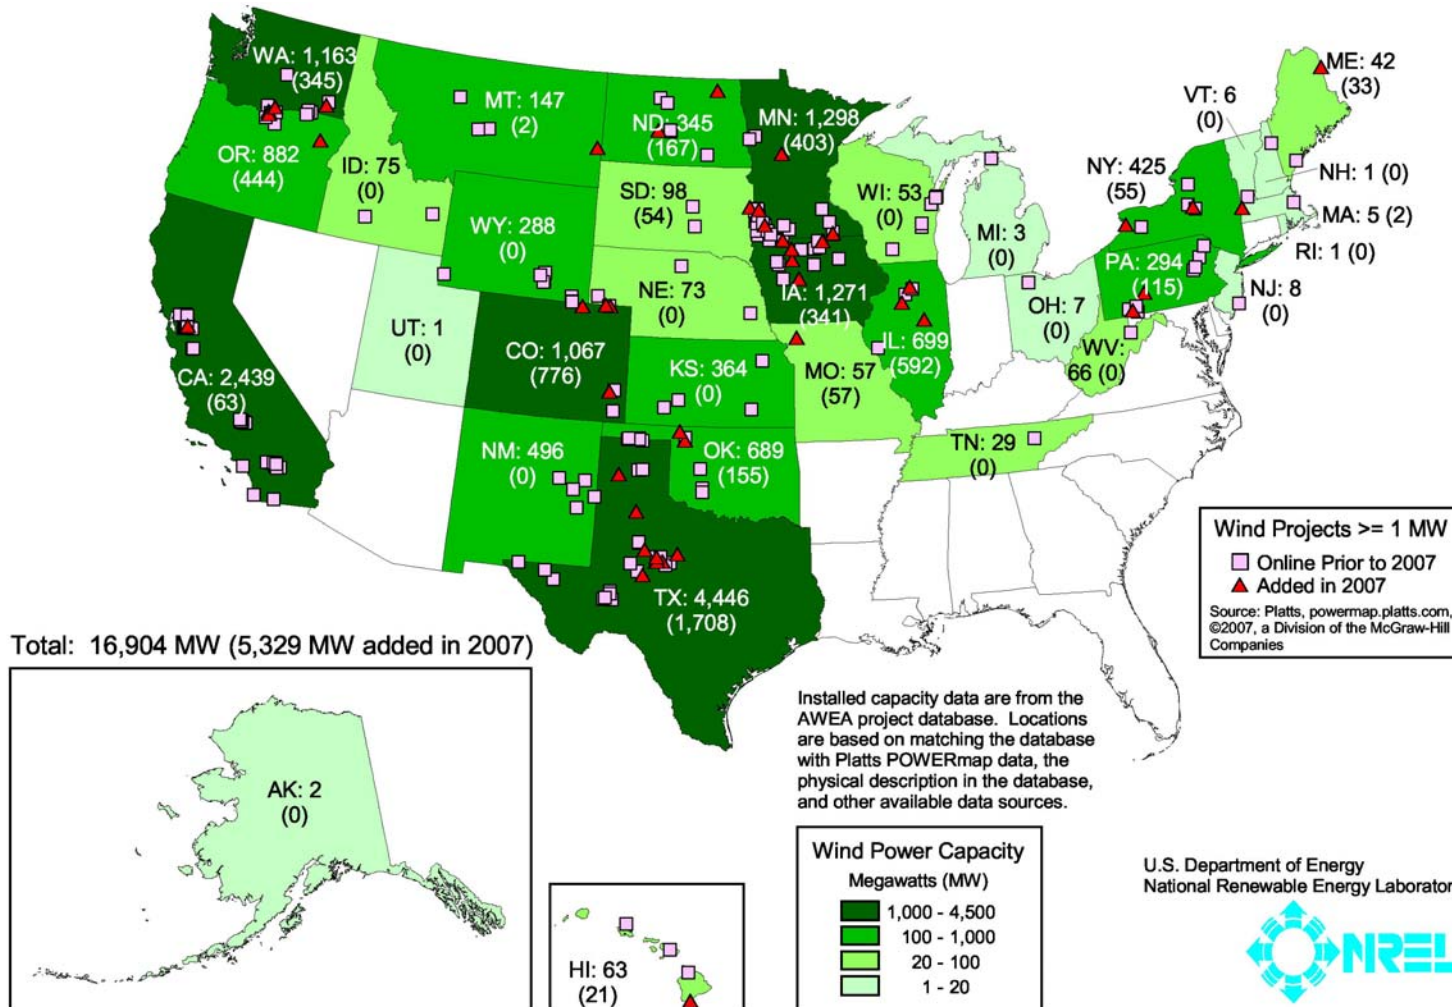 WA: 1,163
(345)
MT: 147
(2)
ND: 345
(167)
MN: 1,298
(403)
VT: 6
(0)
ME: 42
(33)
OR: 882
(444)
ID: 75
(0)
SD: 98
(54)
WI: 53
(0)
NY: 425
(55)
NH: 1 (0)
MA: 5 (2)
RI: 1 (0)
WY: 288
(0)
MI: 3
(0)
PA: 294
(115)
NJ: 8
(0)
NE: 73
(0)
IA: 1,271
(341)
OH: 7
(0)
UT: 1
(0)
CO: 1,067
(776)
IL: 699
(592)
WV:
66 (0)
CA: 2,439
(63)
KS: 364
(0)
MO: 57
(57)
NM: 496
(0)
OK: 689
(155)
TN: 29
(0)
TX: 4,446
(1,708)
Wind Projects >= 1 MW
Online Prior to 2007
Added in 2007
Source: Platts, powermap.platts.com,
©2007, a Division of the McGraw-Hill
Companies
Total: 16,904 MW (5,329 MW added in 2007)
AK: 2
(0)
HI: 63
(21)
Installed capacity data are from the
AWEA project database. Locations
are based on matching the database
with Platts POWERmap data, the
physical description in the database,
and other available data sources.
Wind Power Capacity
Megawatts (MW)
1,000 - 4,500
100 - 1,000
20 - 100
1 - 20
U.S. Department of Energy
National Renewable Energy Laborator
NREL